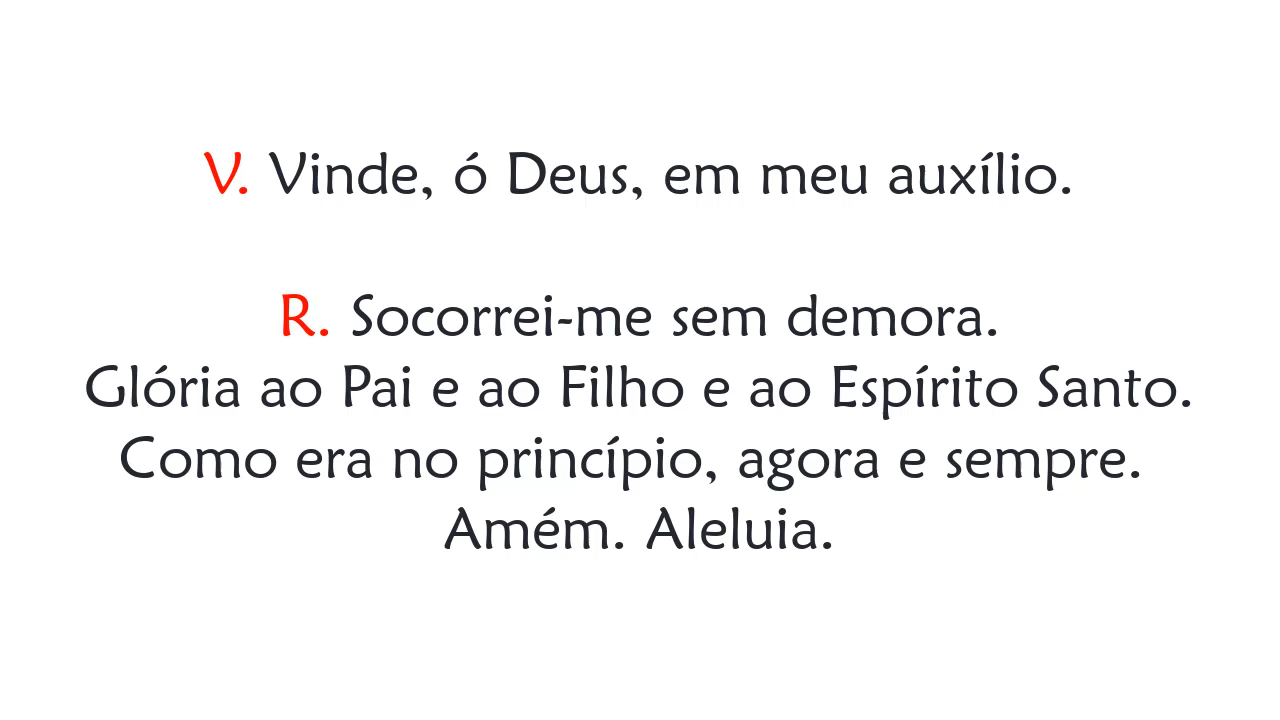 V. Vinde, ó Deus, em meu auxílio.
R. Socorrei-me sem demora.
Glória ao Pai e ao Filho e ao Espírito Santo.
Como era no princípio, agora e sempre.
Amém. Aleluia.